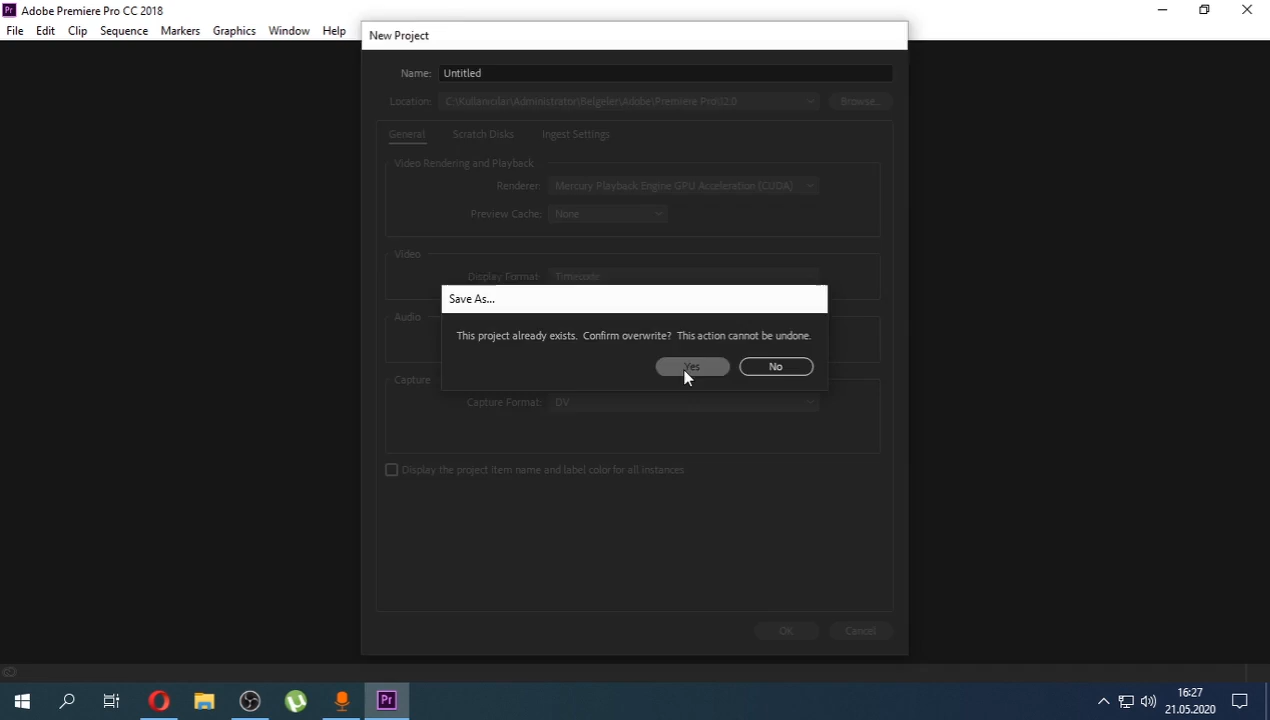 Adobe Premiere Pro CC 2018
File Edit Clip Sequence Markers Graphics Window Help
New Project
Name: Untitled
Location: C:\Kullanıcılar\Administrator\Belgeler\Adobe\Premiere Pro\12.0 Browse...
General Scratch Disks Ingest Settings
Video Rendering and Playback
Renderer: Mercury Playback Engine GPU Acceleration (CUDA)
Preview Cache: None
Video
Display Format: Timecode
Save As...
Audio
This project already exists. Confirm overwrite? This action cannot be undone.
Yes No
Capture
Capture Format: DV
Display the project item name and label color for all instances
OK Cancel
Pr
16:27
21.05.2020